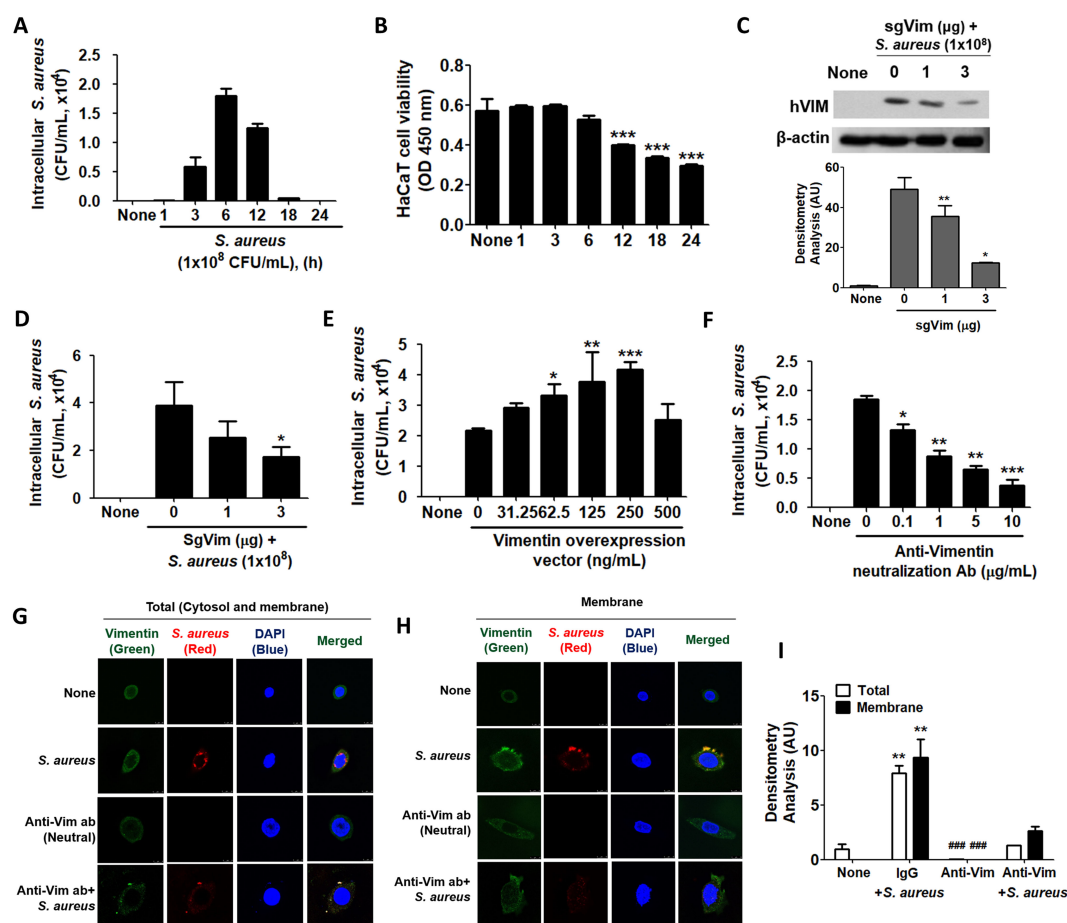 A
Intracellular S. aureus
(CFU/mL, x10⁴)
2.5
2.0
1.5
1.0
0.5
0.0
None 1 3 6 12 18 24
S. aureus
(1x10⁸ CFU/mL), (h)
B
HaCaT cell viability
(OD 450 nm)
0.8
0.6
0.4
0.2
0.0
*** *** ***
None 1 3 6 12 18 24
C
sgVim (µg) +
S. aureus (1x10⁸)
None 0 1 3
hVIM
β-actin
Densitometry
Analysis (AU)
60
40
20
0
** *
None 0 1 3
sgVim (µg)
D
Intracellular S. aureus
(CFU/mL, x10⁴)
6
4
2
0
*
None 0 1 3
SgVim (µg) +
S. aureus (1x10⁸)
E
Intracellular S. aureus
(CFU/mL, x10⁴)
5
4
3
2
1
0
* ** ***
None 0 31.25 62.5 125 250 500
Vimentin overexpression
vector (ng/mL)
F
Intracellular S. aureus
(CFU/mL, x10⁴)
2.5
2.0
1.5
1.0
0.5
0.0
* ** ** ***
None 0 0.1 1 5 10
Anti-Vimentin
neutralization Ab (µg/mL)
G
Total (Cytosol and membrane)
Vimentin S. aureus DAPI Merged
(Green) (Red) (Blue)
None
S. aureus
Anti-Vim ab
(Neutral)
Anti-Vim ab+
S. aureus
H
Membrane
Vimentin S. aureus DAPI Merged
(Green) (Red) (Blue)
None
S. aureus
Anti-Vim ab
(Neutral)
Anti-Vim ab+
S. aureus
I
Densitometry
Analysis (AU)
15
10
5
0
Total
Membrane
** **
### ###
None IgG Anti-Vim Anti-Vim
+S. aureus +S. aureus